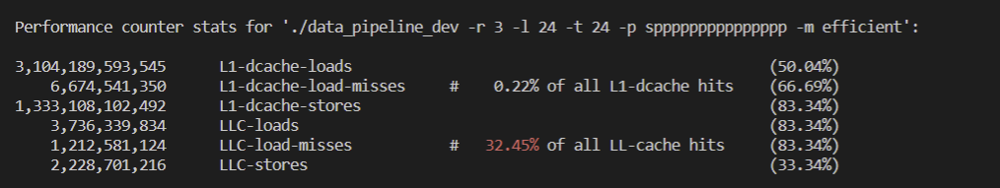 Performance counter stats for './data_pipeline_dev -r 3 -l 24 -t 24 -p sppppppppppppppp -m efficient':
3,104,189,593,545 L1-dcache-loads (50.04%)
6,674,541,350 L1-dcache-load-misses # 0.22% of all L1-dcache hits (66.69%)
1,333,108,102,492 L1-dcache-stores (83.34%)
3,736,339,834 LLC-loads (83.34%)
1,212,581,124 LLC-load-misses # 32.45% of all LL-cache hits (83.34%)
2,228,701,216 LLC-stores (33.34%)